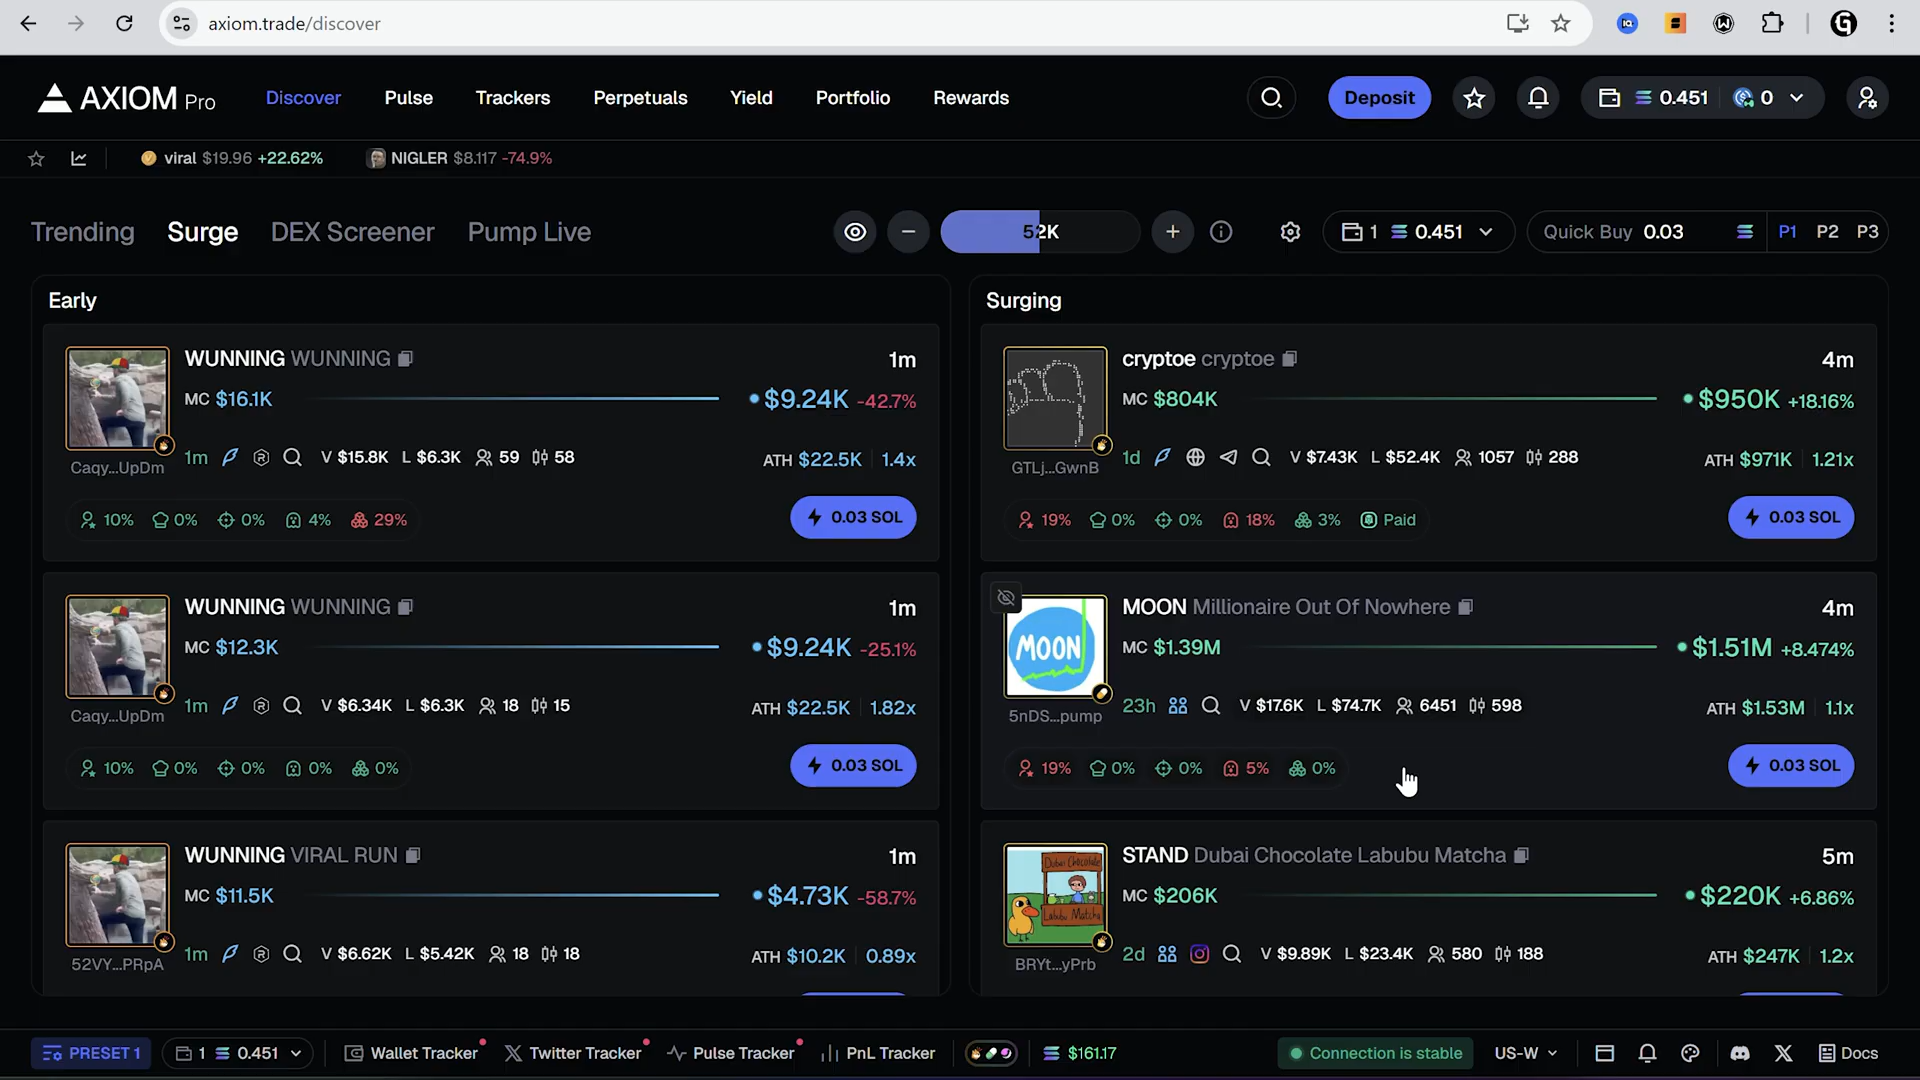 axiom.trade/discover
AXIOM Pro
Discover
Pulse
Trackers
Perpetuals
Yield
Portfolio
Rewards
Deposit
0.451
0
viral $19.96 +22.62%
NIGLER $8.117 -74.9%
Trending
Surge
DEX Screener
Pump Live
52K
1 0.451
Quick Buy 0.03
P1 P2 P3
Early
WUNNING WUNNING
1m
MC $16.1K
$9.24K -42.7%
Caqy...UpDm
1m V $15.8K L $6.3K 59 58
ATH $22.5K 1.4x
10% 0% 0% 4% 29%
0.03 SOL
WUNNING WUNNING
1m
MC $12.3K
$9.24K -25.1%
Caqy...UpDm
1m V $6.34K L $6.3K 18 15
ATH $22.5K 1.82x
10% 0% 0% 0% 0%
0.03 SOL
WUNNING VIRAL RUN
1m
MC $11.5K
$4.73K -58.7%
52VY...PRpA
1m V $6.62K L $5.42K 18 18
ATH $10.2K 0.89x
Surging
cryptoe cryptoe
4m
MC $804K
$950K +18.16%
GTLj...GwnB
1d V $7.43K L $52.4K 1057 288
ATH $971K 1.21x
19% 0% 0% 18% 3% Paid
0.03 SOL
MOON Millionaire Out Of Nowhere
4m
MOON
MC $1.39M
$1.51M +8.474%
5nDS...pump
23h V $17.6K L $74.7K 6451 598
ATH $1.53M 1.1x
19% 0% 0% 5% 0%
0.03 SOL
STAND Dubai Chocolate Labubu Matcha
5m
Dubai Chocolate
Labubu Matcha
MC $206K
$220K +6.86%
BRYt...yPrb
2d V $9.89K L $23.4K 580 188
ATH $247K 1.2x
PRESET 1
1 0.451
Wallet Tracker
Twitter Tracker
Pulse Tracker
PnL Tracker
$161.17
Connection is stable
US-W
Docs